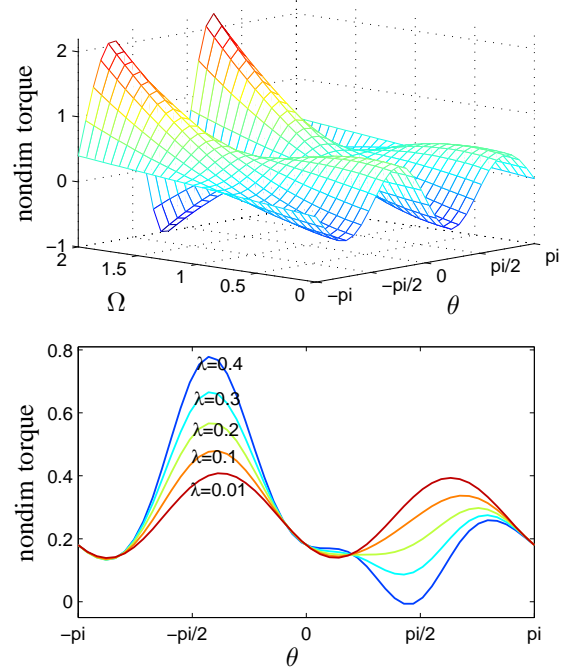 nondim torque
2
1
0
−1
2
1.5
1
0.5
0
Ω
−pi
−pi/2
0
pi/2
pi
θ
nondim torque
0.8
0.6
0.4
0.2
0
λ=0.4
λ=0.3
λ=0.2
λ=0.1
λ=0.01
−pi
−pi/2
0
pi/2
pi
θ